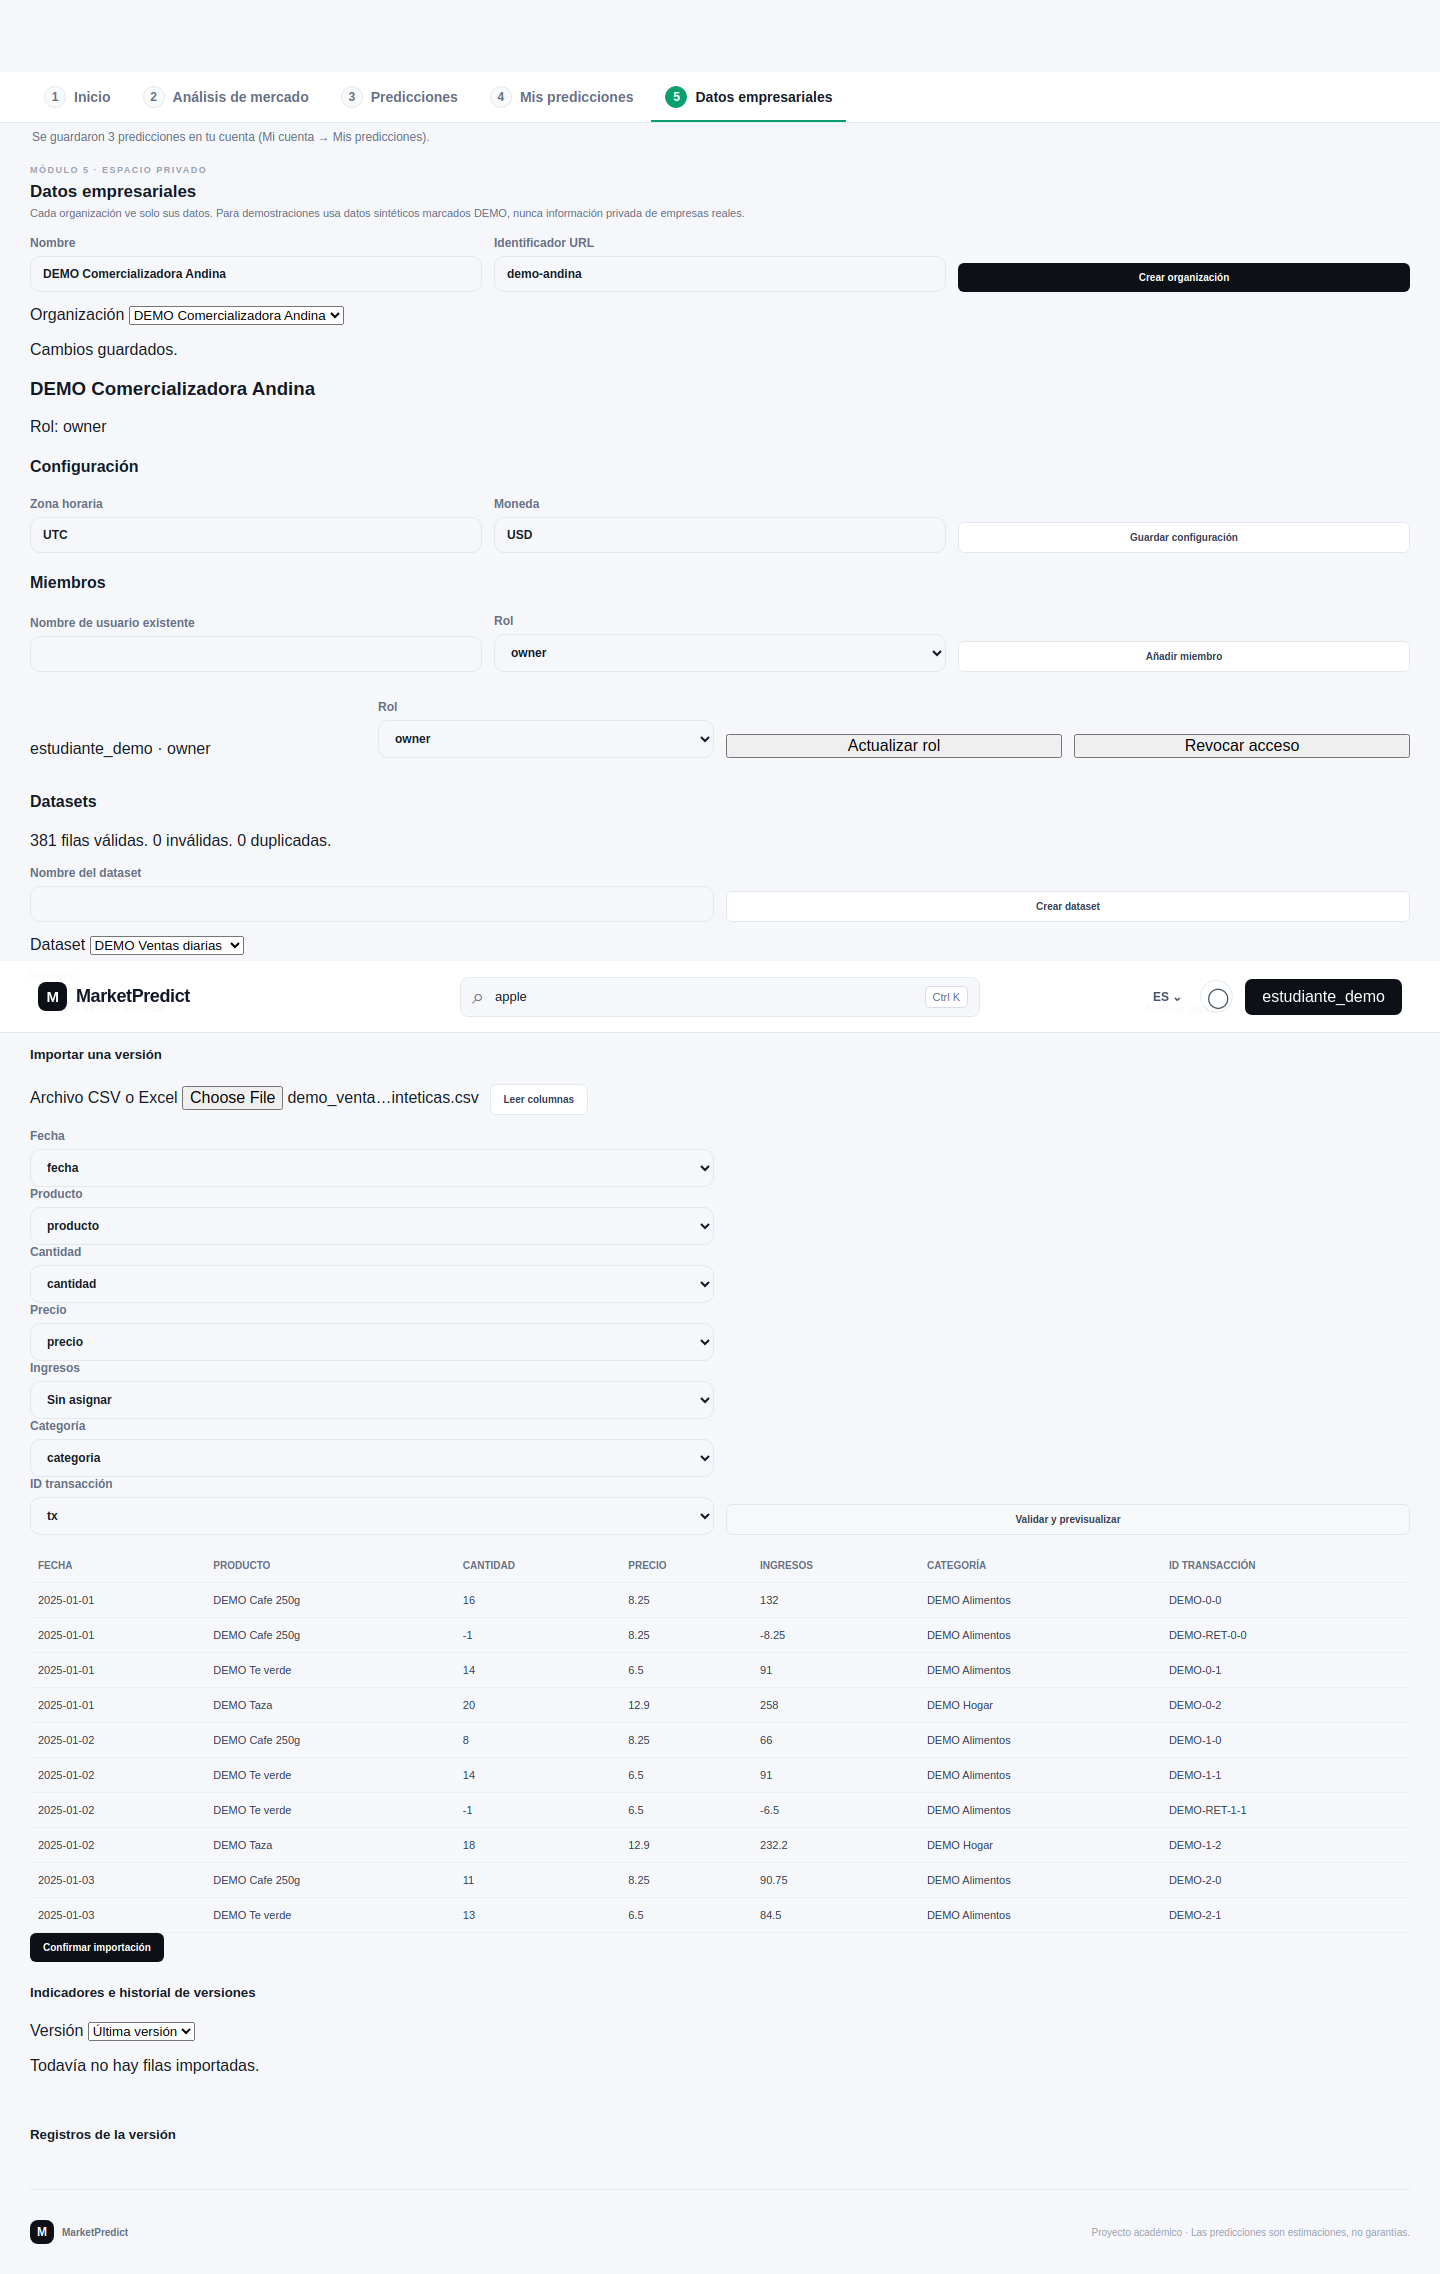 1 Inicio 2 Análisis de mercado 3 Predicciones 4 Mis predicciones 5 Datos empresariales
Se guardaron 3 predicciones en tu cuenta (Mi cuenta → Mis predicciones).
MÓDULO 5 · ESPACIO PRIVADO
Datos empresariales
Cada organización ve solo sus datos. Para demostraciones usa datos sintéticos marcados DEMO, nunca información privada de empresas reales.
Nombre Identificador URL
DEMO Comercializadora Andina demo-andina Crear organización
Organización DEMO Comercializadora Andina
Cambios guardados.
DEMO Comercializadora Andina
Rol: owner
Configuración
Zona horaria Moneda
UTC USD Guardar configuración
Miembros
Nombre de usuario existente Rol
owner Añadir miembro
Rol
estudiante_demo · owner owner Actualizar rol Revocar acceso
Datasets
381 filas válidas. 0 inválidas. 0 duplicadas.
Nombre del dataset
Crear dataset
Dataset DEMO Ventas diarias
M MarketPredict apple Ctrl K ES estudiante_demo
Importar una versión
Archivo CSV o Excel Choose File demo_venta…inteticas.csv Leer columnas
Fecha
fecha
Producto
producto
Cantidad
cantidad
Precio
precio
Ingresos
Sin asignar
Categoría
categoria
ID transacción
tx Validar y previsualizar
FECHA PRODUCTO CANTIDAD PRECIO INGRESOS CATEGORÍA ID TRANSACCIÓN
2025-01-01 DEMO Cafe 250g 16 8.25 132 DEMO Alimentos DEMO-0-0
2025-01-01 DEMO Cafe 250g -1 8.25 -8.25 DEMO Alimentos DEMO-RET-0-0
2025-01-01 DEMO Te verde 14 6.5 91 DEMO Alimentos DEMO-0-1
2025-01-01 DEMO Taza 20 12.9 258 DEMO Hogar DEMO-0-2
2025-01-02 DEMO Cafe 250g 8 8.25 66 DEMO Alimentos DEMO-1-0
2025-01-02 DEMO Te verde 14 6.5 91 DEMO Alimentos DEMO-1-1
2025-01-02 DEMO Te verde -1 6.5 -6.5 DEMO Alimentos DEMO-RET-1-1
2025-01-02 DEMO Taza 18 12.9 232.2 DEMO Hogar DEMO-1-2
2025-01-03 DEMO Cafe 250g 11 8.25 90.75 DEMO Alimentos DEMO-2-0
2025-01-03 DEMO Te verde 13 6.5 84.5 DEMO Alimentos DEMO-2-1
Confirmar importación
Indicadores e historial de versiones
Versión Última versión
Todavía no hay filas importadas.
Registros de la versión
M MarketPredict Proyecto académico · Las predicciones son estimaciones, no garantías.